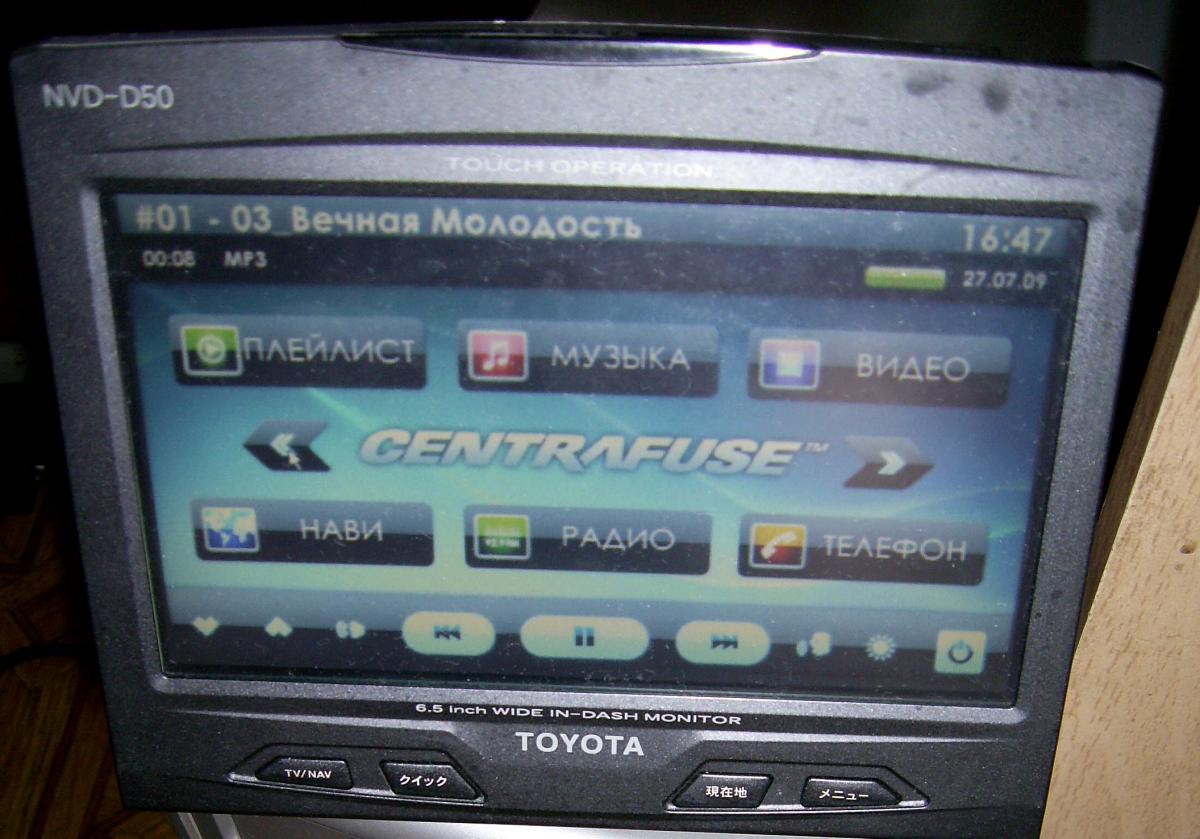 NVD-D50
TOUCH OPERATION
#01 - 03_Вечная Молодость
16:47
00:08 MP3
27.07.09
ПЛЕЙЛИСТ
МУЗЫКА
ВИДЕО
CENTRAFUSE™
НАВИ
РАДИО
ТЕЛЕФОН
6.5 inch WIDE IN-DASH MONITOR
TOYOTA
TV/NAV
クイック
現在地
メニュー